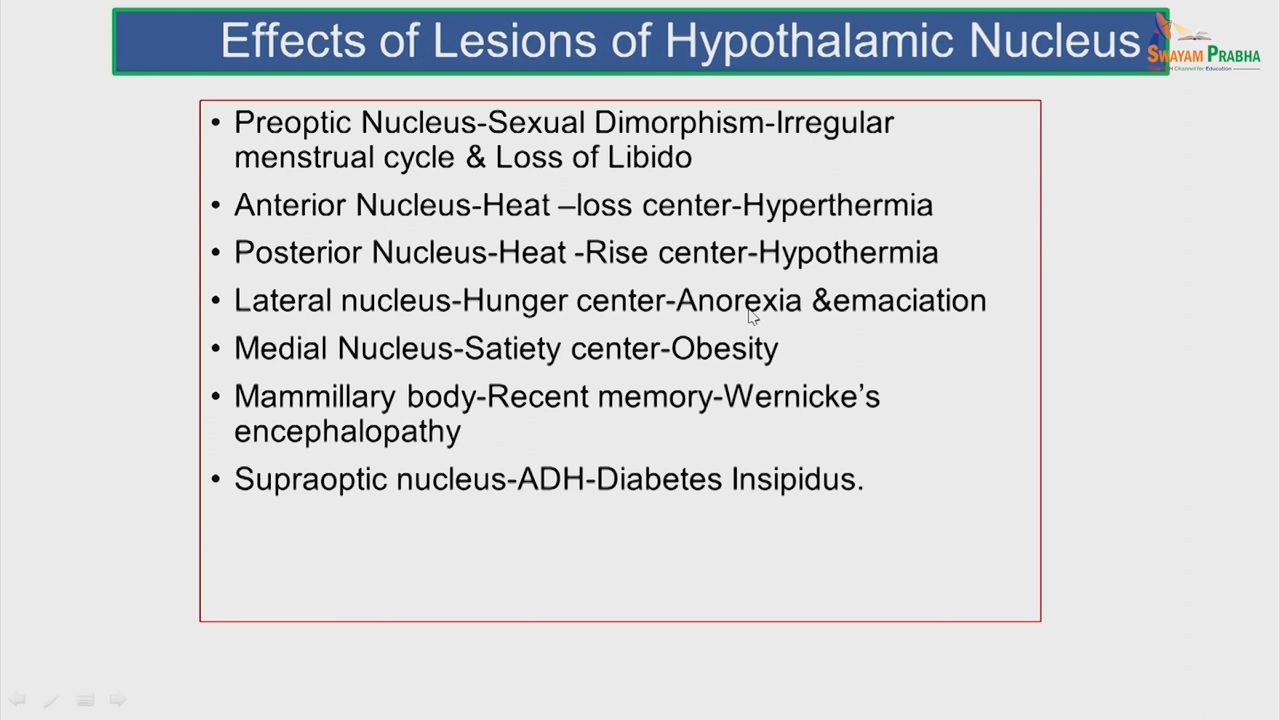 Effects of Lesions of Hypothalamic Nucleus
SWAYAM PRABHA
• Preoptic Nucleus-Sexual Dimorphism-Irregular
menstrual cycle & Loss of Libido
• Anterior Nucleus-Heat –loss center-Hyperthermia
• Posterior Nucleus-Heat -Rise center-Hypothermia
• Lateral nucleus-Hunger center-Anorexia &emaciation
• Medial Nucleus-Satiety center-Obesity
• Mammillary body-Recent memory-Wernicke’s
encephalopathy
• Supraoptic nucleus-ADH-Diabetes Insipidus.